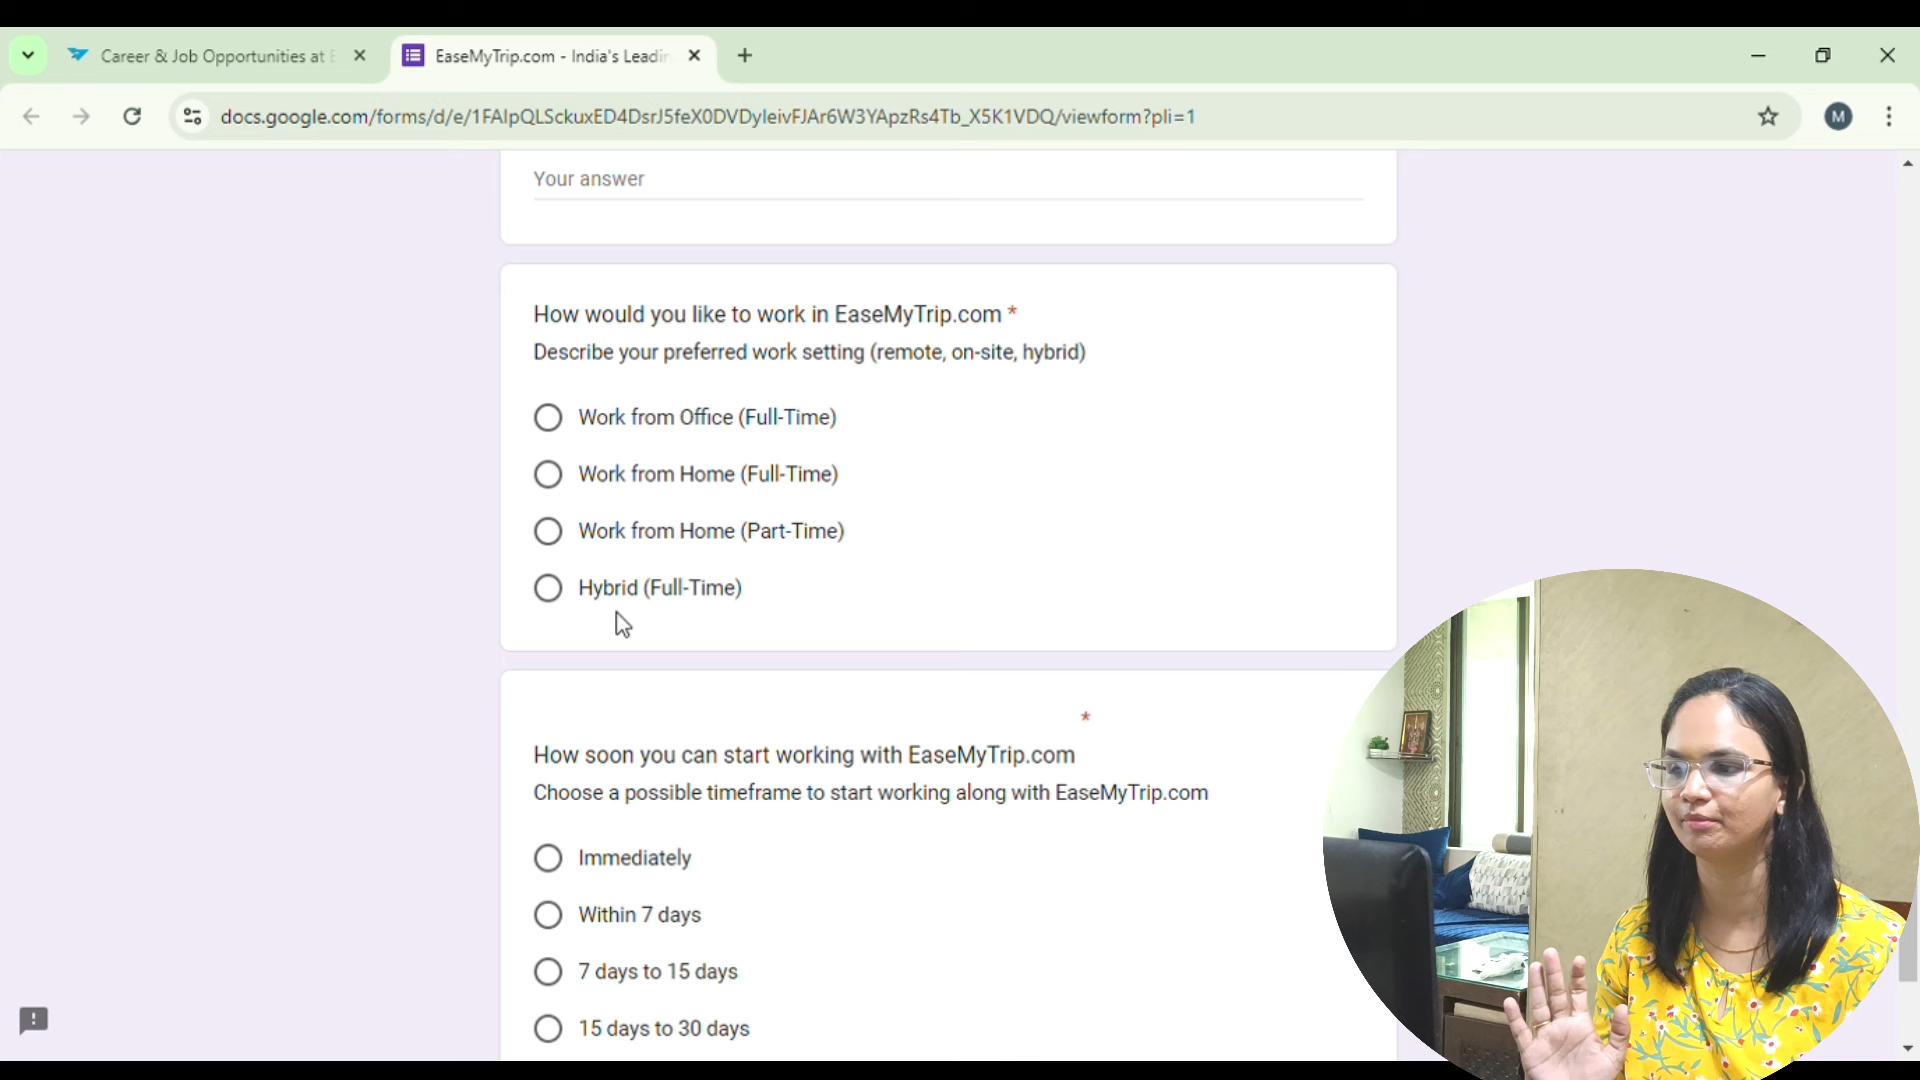 Career & Job Opportunities at E
EaseMyTrip.com - India's Leadin
docs.google.com/forms/d/e/1FAIpQLSckuxED4DsrJ5feX0DVDyIeivFJAr6W3YApzRs4Tb_X5K1VDQ/viewform?pli=1
M
Your answer
How would you like to work in EaseMyTrip.com *
Describe your preferred work setting (remote, on-site, hybrid)
Work from Office (Full-Time)
Work from Home (Full-Time)
Work from Home (Part-Time)
Hybrid (Full-Time)
*
How soon you can start working with EaseMyTrip.com
Choose a possible timeframe to start working along with EaseMyTrip.com
Immediately
Within 7 days
7 days to 15 days
15 days to 30 days